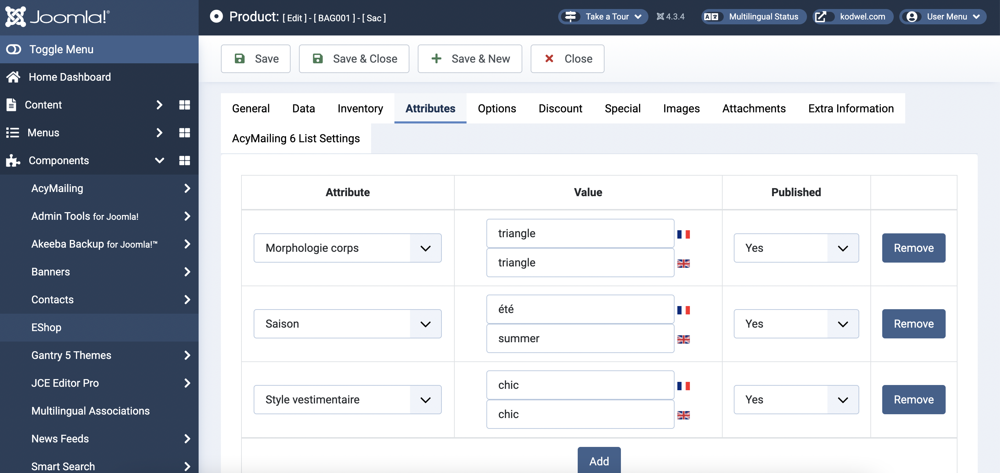 Joomla!®
Product: [ Edit ] - [ BAG001 ] - [ Sac ]
Take a Tour
4.3.4
Multilingual Status
kodwel.com
User Menu
Toggle Menu
Home Dashboard
Content
Menus
Components
AcyMailing
Admin Tools for Joomla!
Akeeba Backup for Joomla!™
Banners
Contacts
EShop
Gantry 5 Themes
JCE Editor Pro
Multilingual Associations
News Feeds
Smart Search
Save
Save & Close
Save & New
Close
General
Data
Inventory
Attributes
Options
Discount
Special
Images
Attachments
Extra Information
AcyMailing 6 List Settings
Attribute
Value
Published
Morphologie corps
triangle
triangle
Yes
Remove
Saison
été
summer
Yes
Remove
Style vestimentaire
chic
chic
Yes
Remove
Add